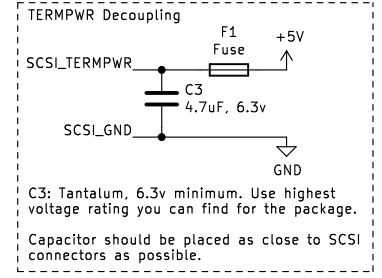 TERMPWR Decoupling
F1
Fuse
+5V
SCSI_TERMPWR
C3
4.7uF, 6.3v
SCSI_GND
GND
C3: Tantalum, 6.3v minimum. Use highest
voltage rating you can find for the package.
Capacitor should be placed as close to SCSI
connectors as possible.